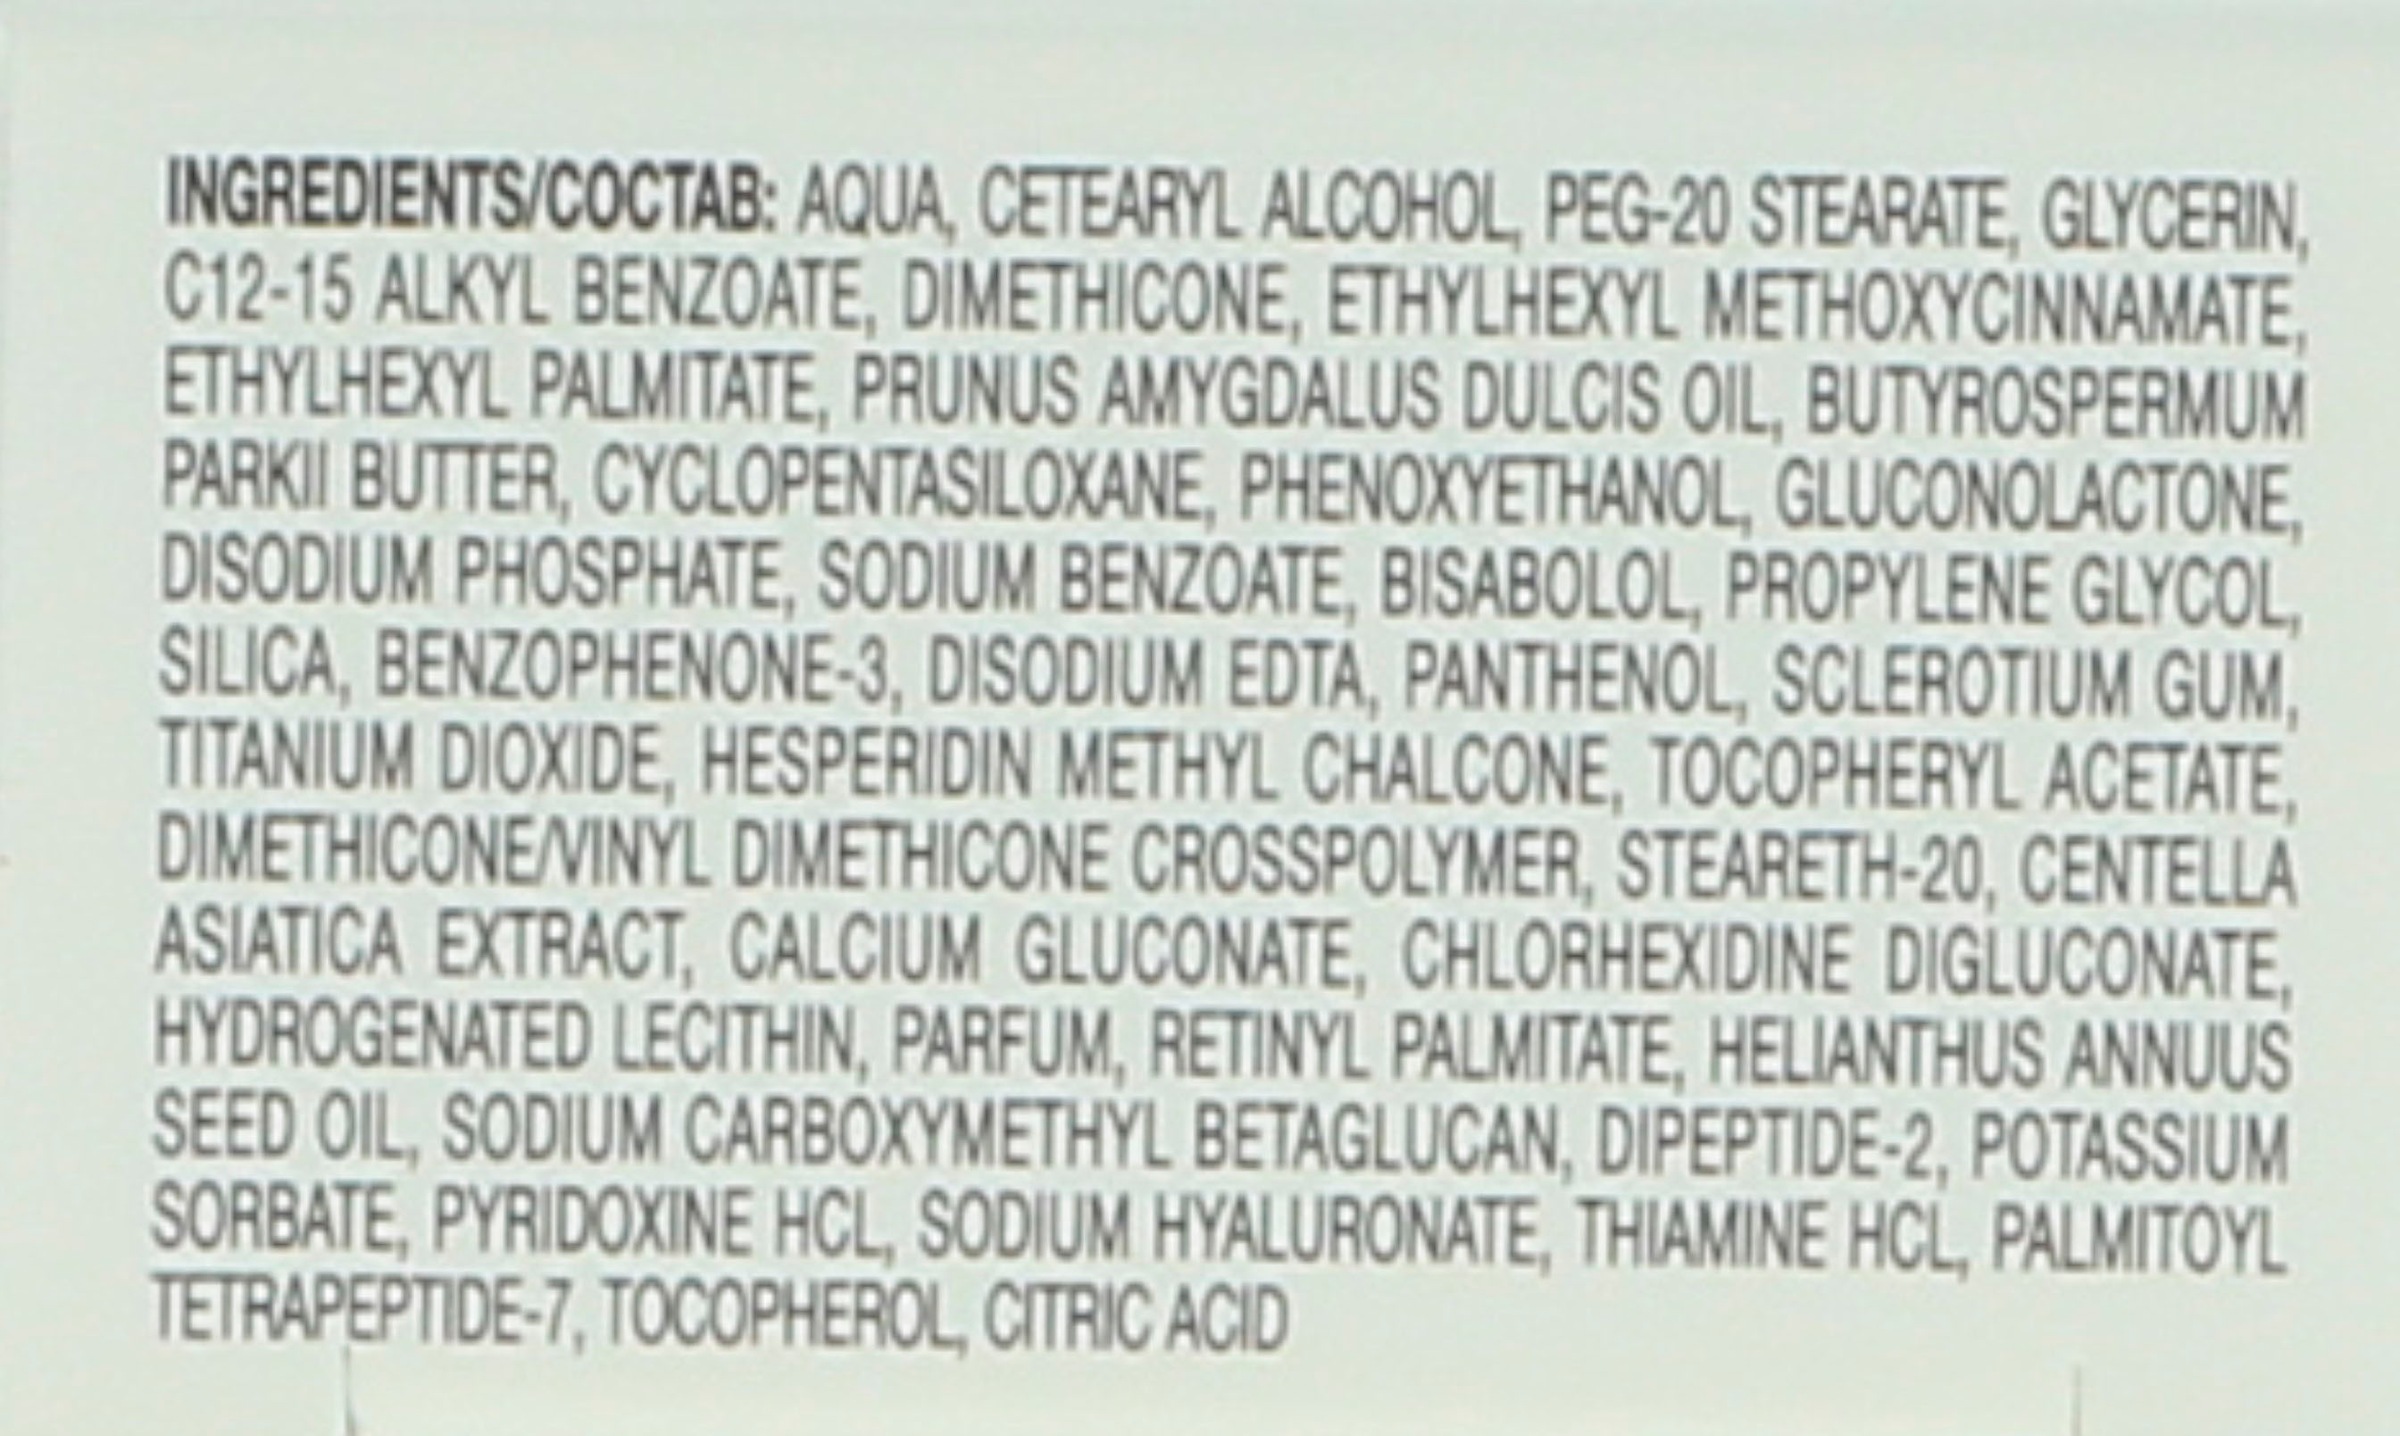 INGREDIENTS/СОСТАВ: AQUA, CETEARYL ALCOHOL, PEG-20 STEARATE, GLYCERIN,
C12-15 ALKYL BENZOATE, DIMETHICONE, ETHYLHEXYL METHOXYCINNAMATE,
ETHYLHEXYL PALMITATE, PRUNUS AMYGDALUS DULCIS OIL, BUTYROSPERMUM
PARKII BUTTER, CYCLOPENTASILOXANE, PHENOXYETHANOL, GLUCONOLACTONE,
DISODIUM PHOSPHATE, SODIUM BENZOATE, BISABOLOL, PROPYLENE GLYCOL,
SILICA, BENZOPHENONE-3, DISODIUM EDTA, PANTHENOL, SCLEROTIUM GUM,
TITANIUM DIOXIDE, HESPERIDIN METHYL CHALCONE, TOCOPHERYL ACETATE,
DIMETHICONE/VINYL DIMETHICONE CROSSPOLYMER, STEARETH-20, CENTELLA
ASIATICA EXTRACT, CALCIUM GLUCONATE, CHLORHEXIDINE DIGLUCONATE,
HYDROGENATED LECITHIN, PARFUM, RETINYL PALMITATE, HELIANTHUS ANNUUS
SEED OIL, SODIUM CARBOXYMETHYL BETAGLUCAN, DIPEPTIDE-2, POTASSIUM
SORBATE, PYRIDOXINE HCL, SODIUM HYALURONATE, THIAMINE HCL, PALMITOYL
TETRAPEPTIDE-7, TOCOPHEROL, CITRIC ACID